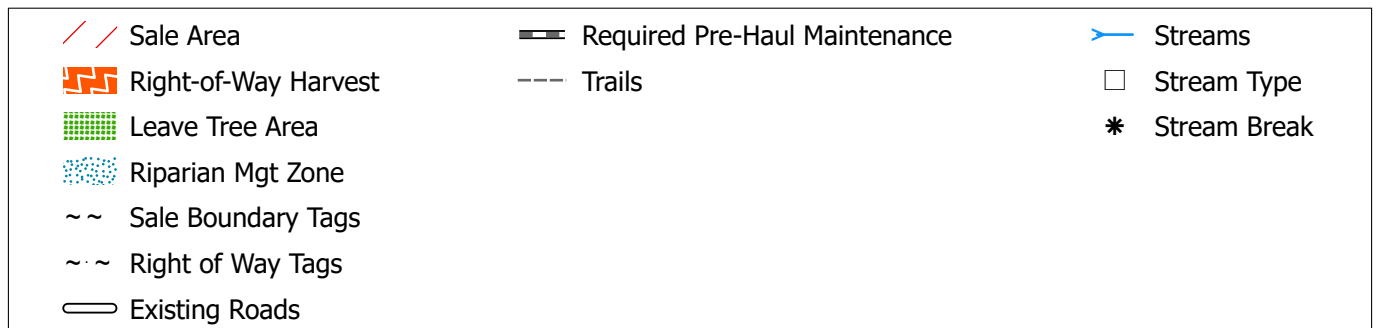 Sale Area
Right-of-Way Harvest
Leave Tree Area
Riparian Mgt Zone
Sale Boundary Tags
Right of Way Tags
Existing Roads
Required Pre-Haul Maintenance
Trails
Streams
Stream Type
Stream Break